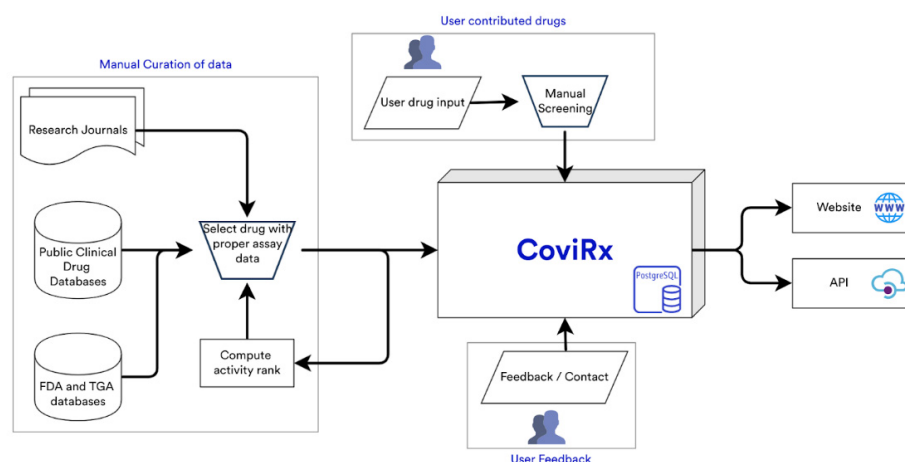 User contributed drugs
Manual Curation of data
User drug input
Manual
Screening
Research Journals
Public Clinical
Drug
Databases
Select drug with
proper assay
data
FDA and TGA
databases
Compute
activity rank
CoviRx
PostgreSQL
Website
WWW
API
Feedback / Contact
User Feedback